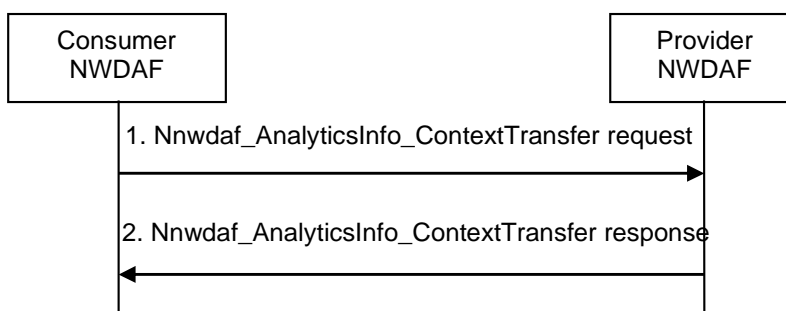 Consumer
NWDAF
Provider
NWDAF
1. Nnwdaf_AnalyticsInfo_ContextTransfer request
2. Nnwdaf_AnalyticsInfo_ContextTransfer response